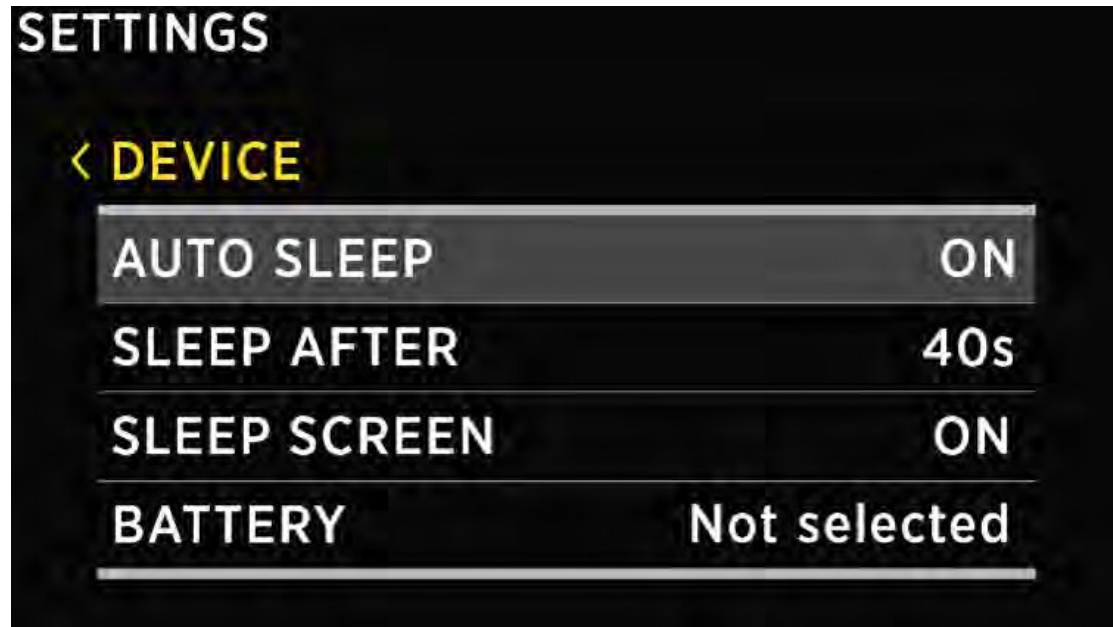 SETTINGS
< DEVICE
AUTO SLEEP ON
SLEEP AFTER 40s
SLEEP SCREEN ON
BATTERY Not selected